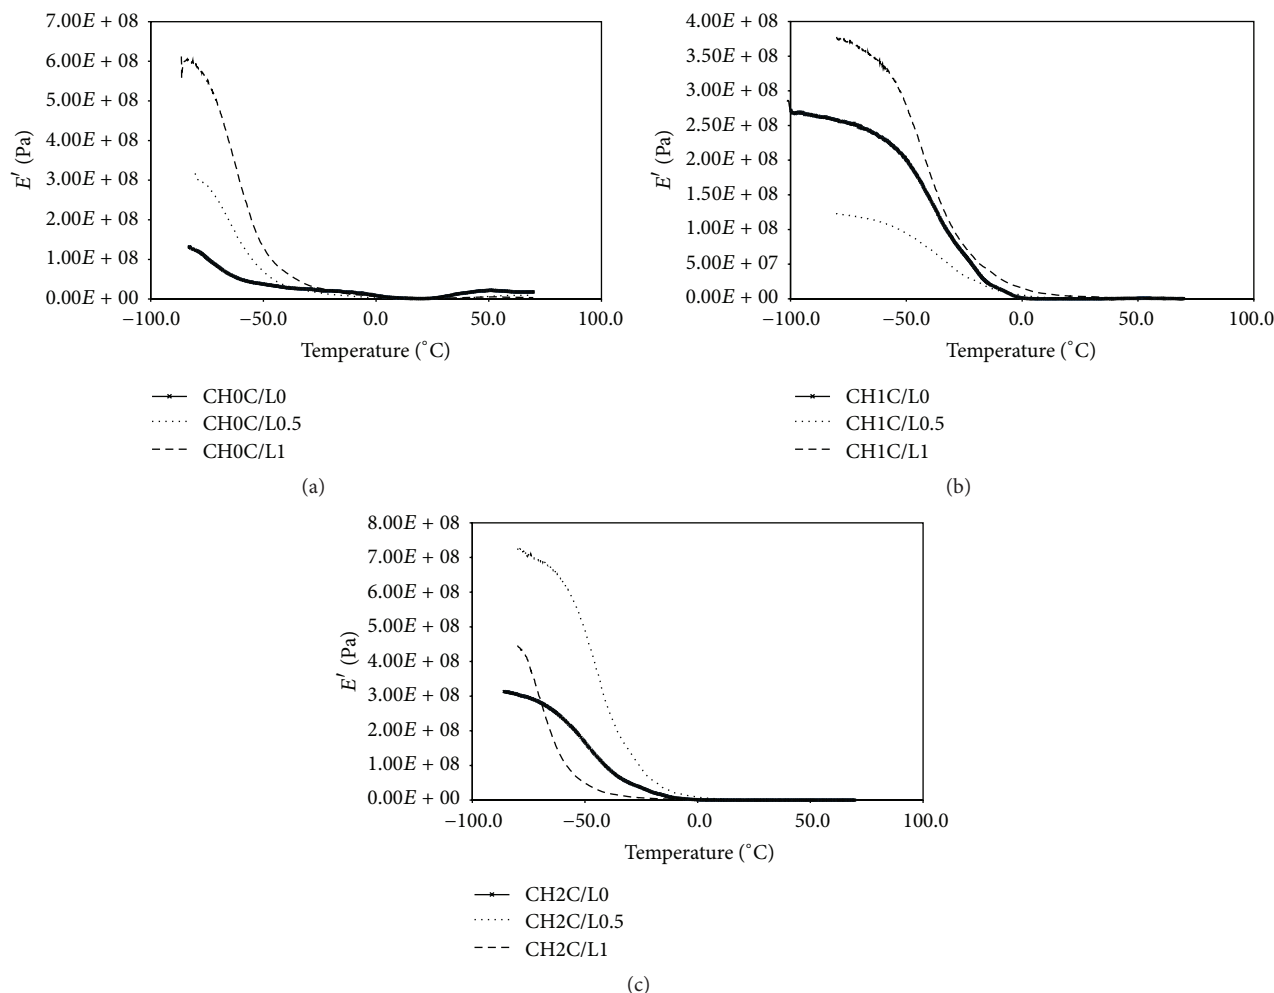 7.00E + 08
6.00E + 08
5.00E + 08
4.00E + 08
3.00E + 08
2.00E + 08
1.00E + 08
0.00E + 00
E′ (Pa)
−100.0 −50.0 0.0 50.0 100.0
Temperature (°C)
CH0C/L0
CH0C/L0.5
CH0C/L1
(a)
4.00E + 08
3.50E + 08
3.00E + 08
2.50E + 08
2.00E + 08
1.50E + 08
1.00E + 08
5.00E + 07
0.00E + 00
E′ (Pa)
−100.0 −50.0 0.0 50.0 100.0
Temperature (°C)
CH1C/L0
CH1C/L0.5
CH1C/L1
(b)
8.00E + 08
7.00E + 08
6.00E + 08
5.00E + 08
4.00E + 08
3.00E + 08
2.00E + 08
1.00E + 08
0.00E + 00
E′ (Pa)
−100.0 −50.0 0.0 50.0 100.0
Temperature (°C)
CH2C/L0
CH2C/L0.5
CH2C/L1
(c)